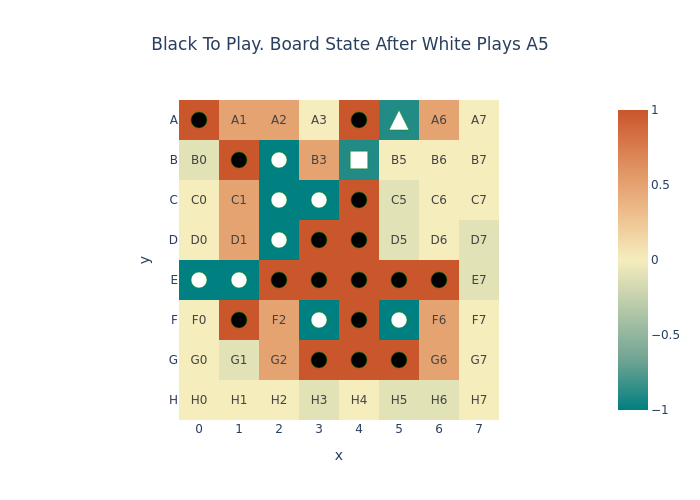 Black To Play. Board State After White Plays A5
A A1 A2 A3 A6 A7
B B0 B3 B5 B6 B7
C C0 C1 C5 C6 C7
D D0 D1 D5 D6 D7
E E7
F F0 F2 F6 F7
G G0 G1 G2 G6 G7
H H0 H1 H2 H3 H4 H5 H6 H7
0 1 2 3 4 5 6 7
x
y
1
0.5
0
−0.5
−1